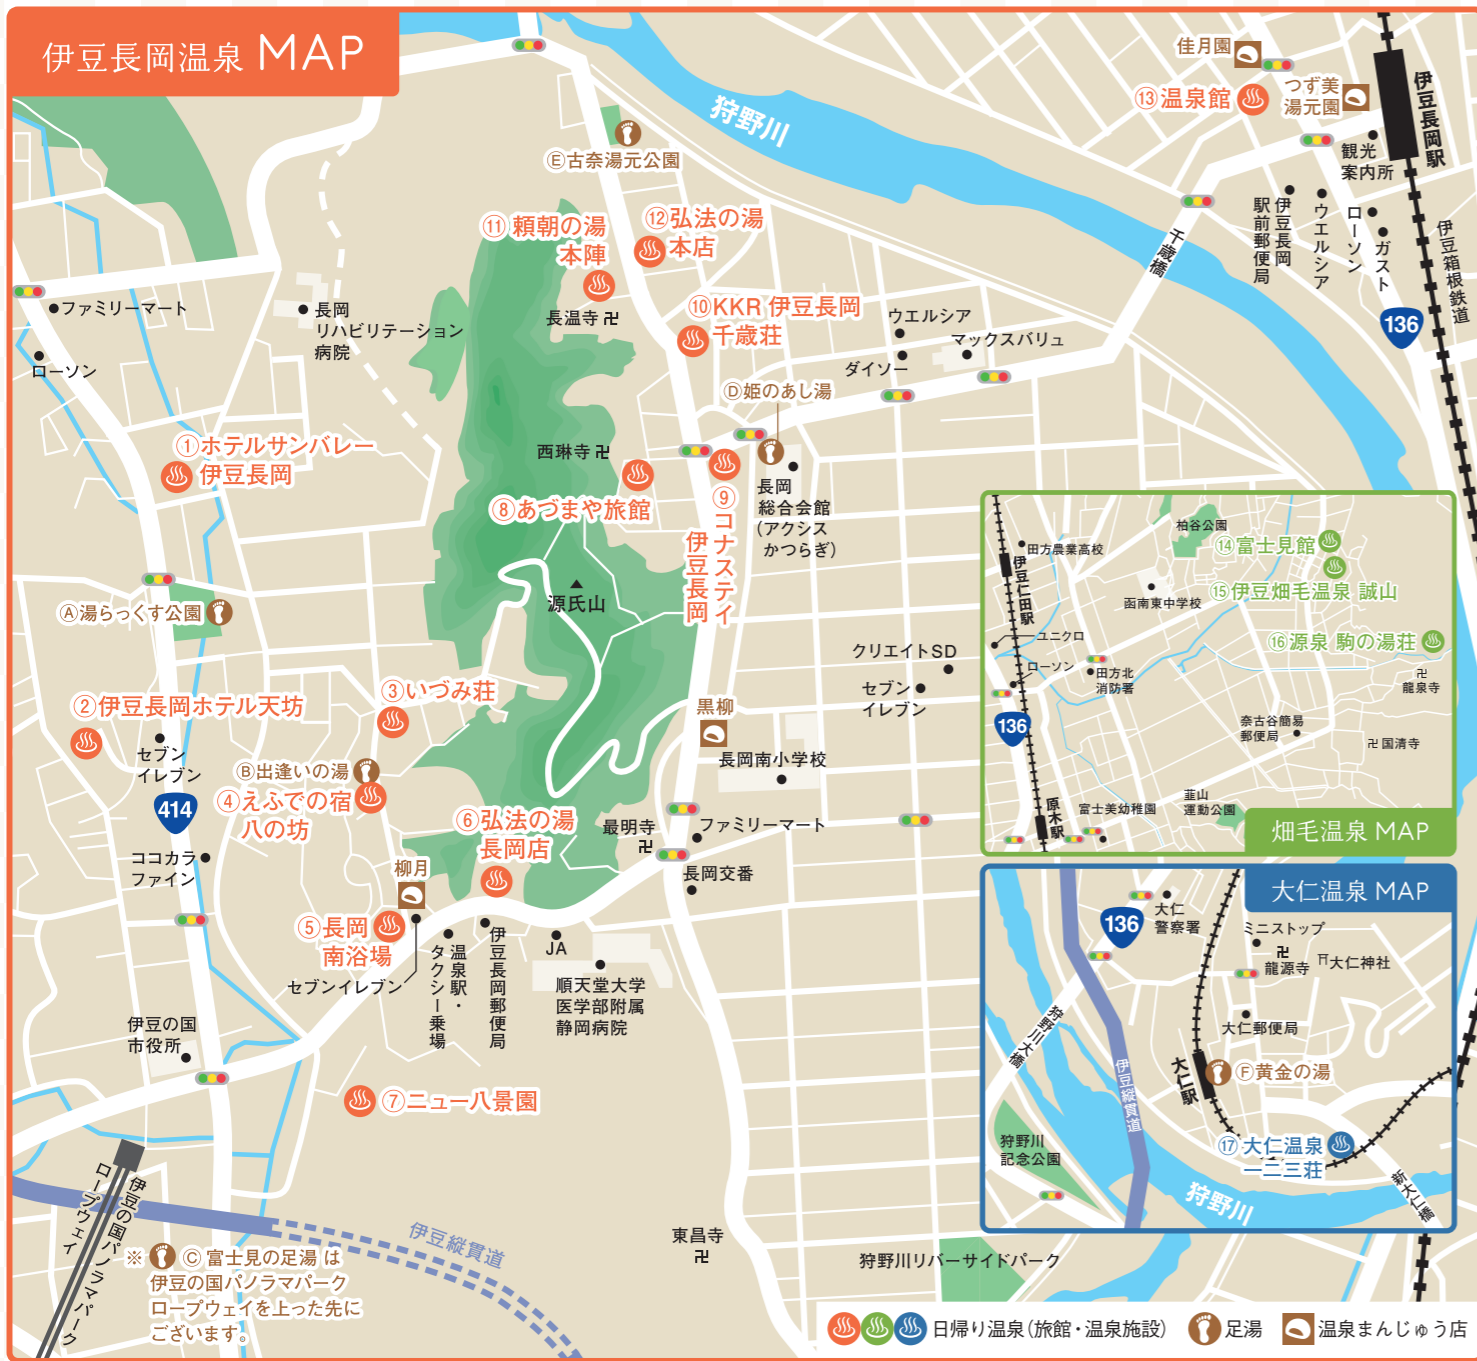 伊豆長岡温泉 MAP
狩野川
佳月園
⑬温泉館
つず美
湯元園
伊豆長岡駅
観光
案内所
伊豆長岡
駅前郵便局
ウエルシア
ローソン
ガスト
伊豆箱根鉄道
136
千歳橋
Ⓔ古奈湯元公園
⑪頼朝の湯
本陣
⑫弘法の湯
本店
長温寺
⑩KKR 伊豆長岡
千歳荘
ウエルシア
マックスバリュ
ダイソー
Ⓓ姫のあし湯
ファミリーマート
ローソン
長岡
リハビリテーション
病院
①ホテルサンバレー
伊豆長岡
西琳寺
⑧あづまや旅館
⑨コナステイ
伊豆長岡
長岡
総合会館
(アクシス
かつらぎ)
源氏山
Ⓐ湯らっくす公園
②伊豆長岡ホテル天坊
セブン
イレブン
414
ココカラ
ファイン
③いづみ荘
Ⓑ出逢いの湯
④えふでの宿
八の坊
⑥弘法の湯
長岡店
柳月
⑤長岡
南浴場
セブンイレブン
温泉駅・
タクシー乗場
伊豆長岡郵便局
JA
順天堂大学
医学部附属
静岡病院
最明寺
ファミリーマート
長岡交番
黒柳
長岡南小学校
クリエイトSD
セブン
イレブン
伊豆の国
市役所
⑦ニュー八景園
伊豆の国パノラマパーク
ロープウェイ
伊豆縦貫道
※ Ⓒ 富士見の足湯 は
伊豆の国パノラマパーク
ロープウェイを上った先に
ございます。
東昌寺
狩野川リバーサイドパーク
柏谷公園
田方農業高校
伊豆仁田駅
⑭富士見館
⑮伊豆畑毛温泉 誠山
函南東中学校
ユニクロ
ローソン
田方北
消防署
⑯源泉 駒の湯荘
龍泉寺
136
奈古谷簡易
郵便局
国清寺
原木駅
富士美幼稚園
韮山
運動公園
畑毛温泉 MAP
大仁温泉 MAP
136
大仁
警察署
ミニストップ
龍源寺
大仁神社
狩野川大橋
大仁郵便局
伊豆縦貫道
大仁駅
Ⓕ黄金の湯
狩野川
記念公園
⑰大仁温泉
一二三荘
狩野川
新大仁橋
日帰り温泉(旅館・温泉施設)
足湯
温泉まんじゅう店